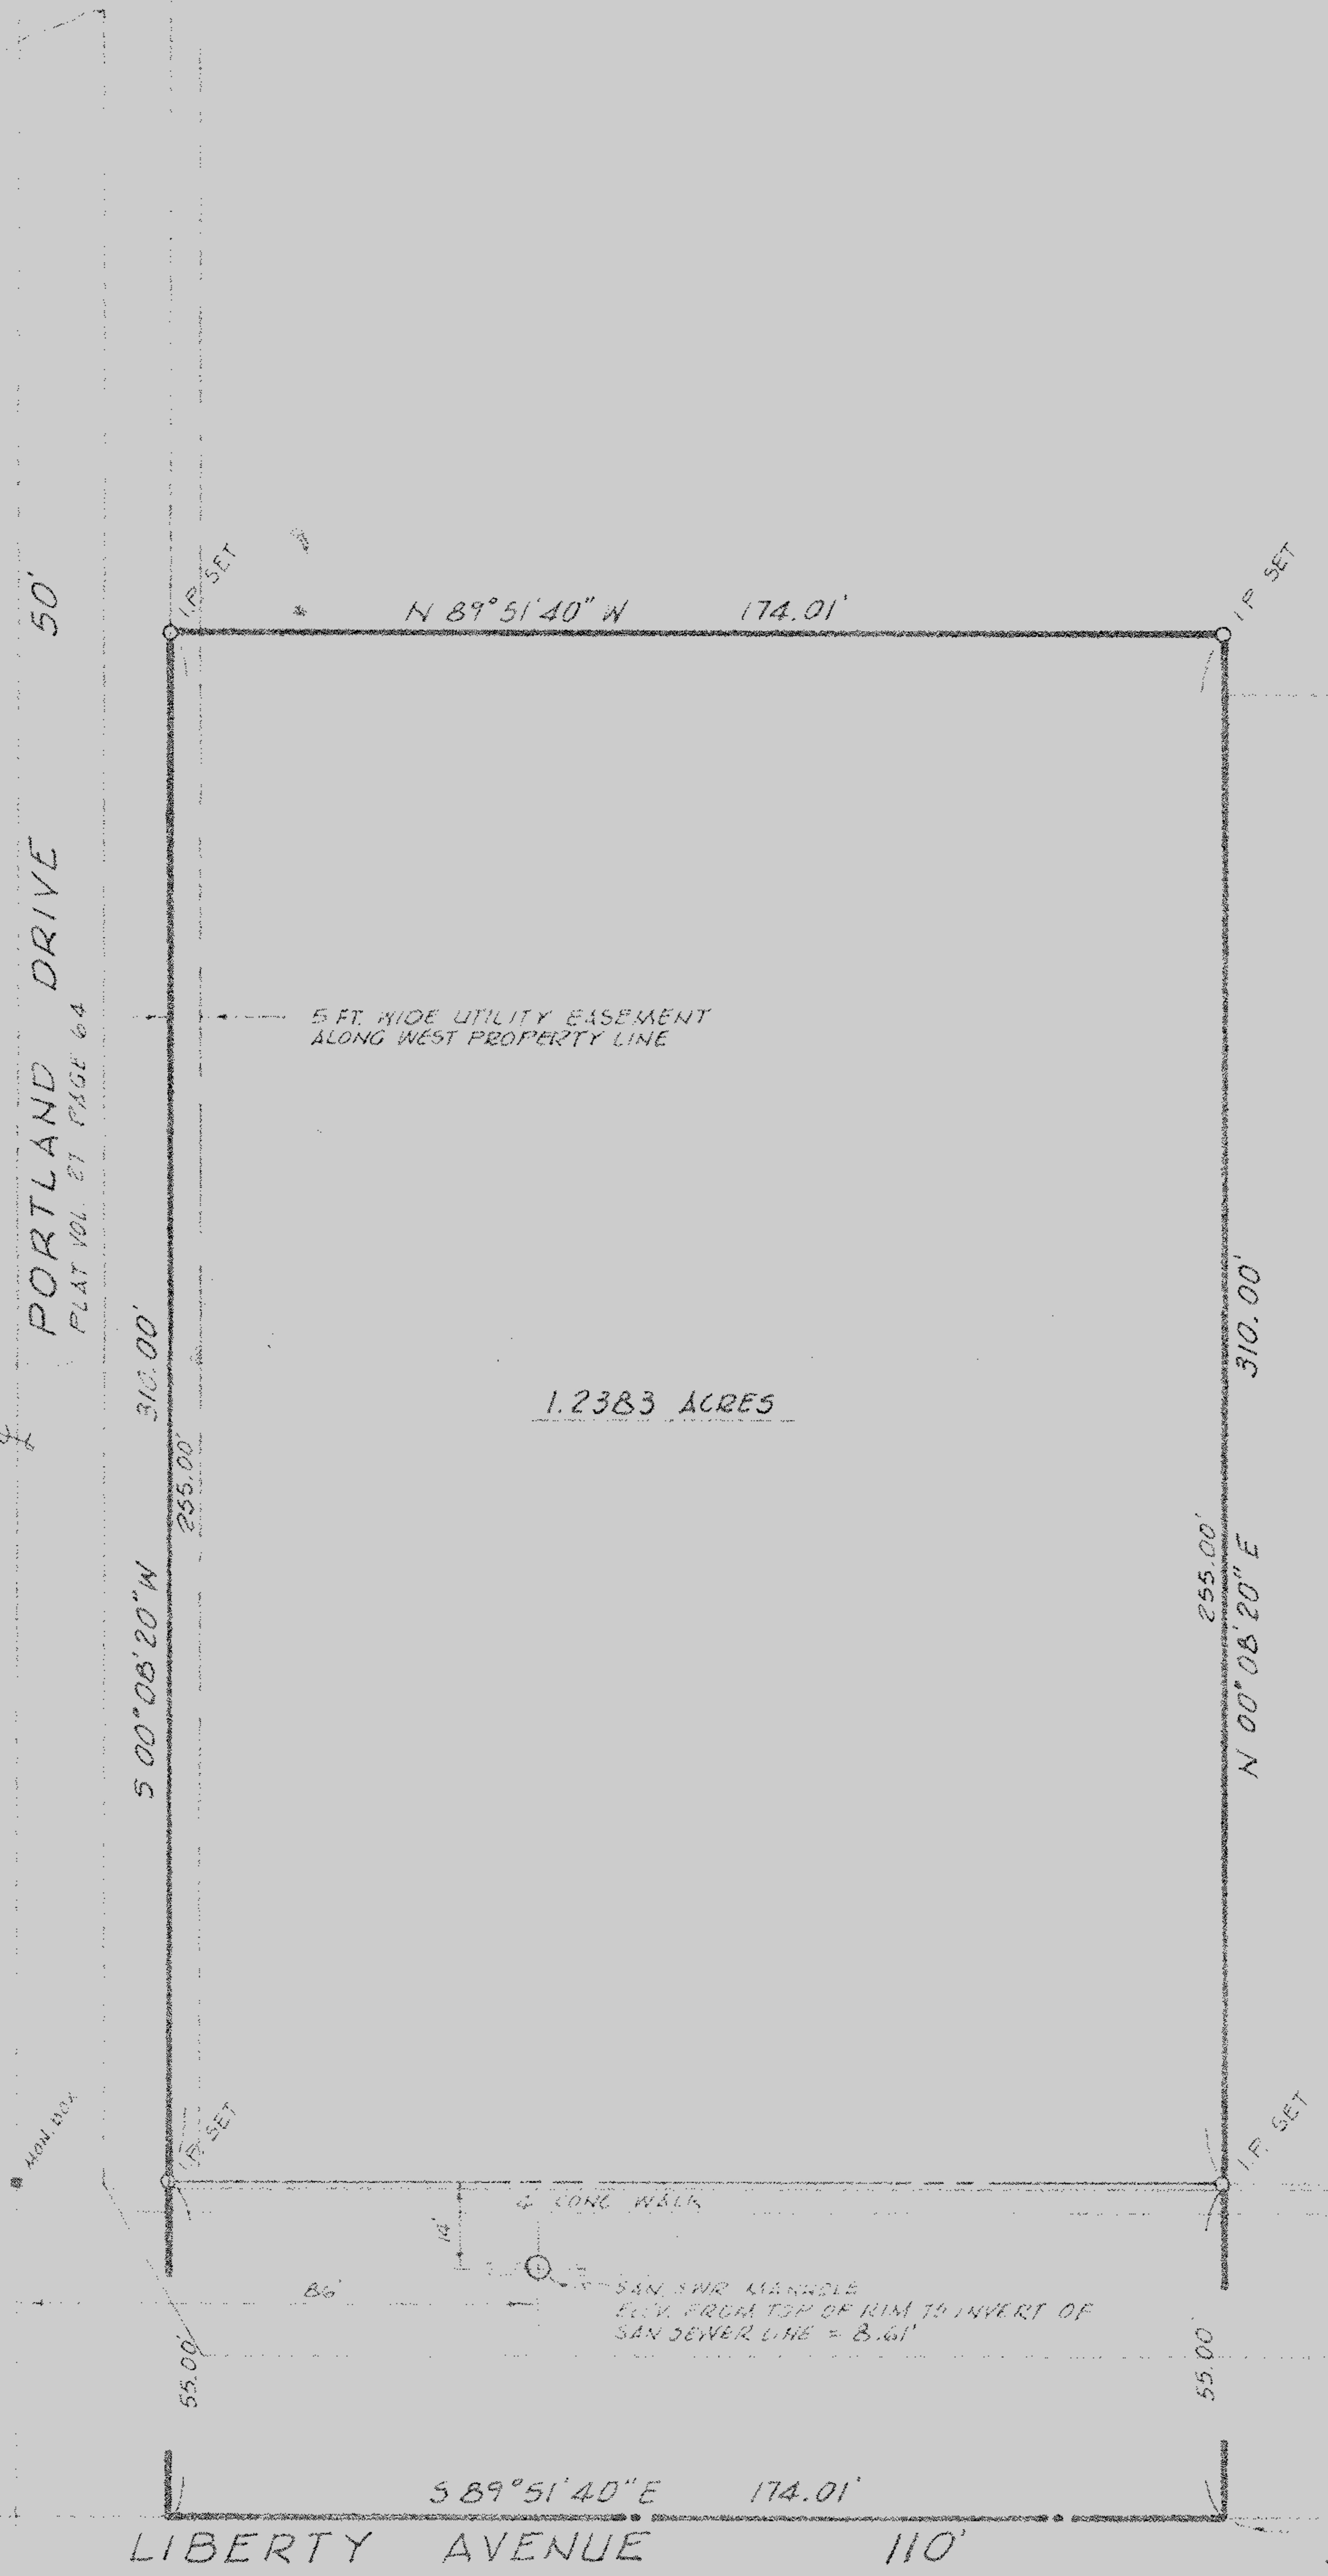 50'
I.P. SET
N 89°51'40" W 174.01'
I.P. SET
PORTLAND DRIVE
PLAT VOL. 27 PAGE 64
5 FT. WIDE UTILITY EASEMENT
ALONG WEST PROPERTY LINE
310.00'
255.00'
S 00°08'20" W
1.2383 ACRES
310.00'
255.00'
N 00°08'20" E
MON. BOX
I.P. SET
I.P. SET
4' CONC WALK
14'
86'
SAN. SWR MANHOLE
ELEV. FROM TOP OF RIM TO INVERT OF
SAN SEWER LINE = 8.61'
55.00'
55.00'
S 89°51'40" E 174.01'
LIBERTY AVENUE 110'